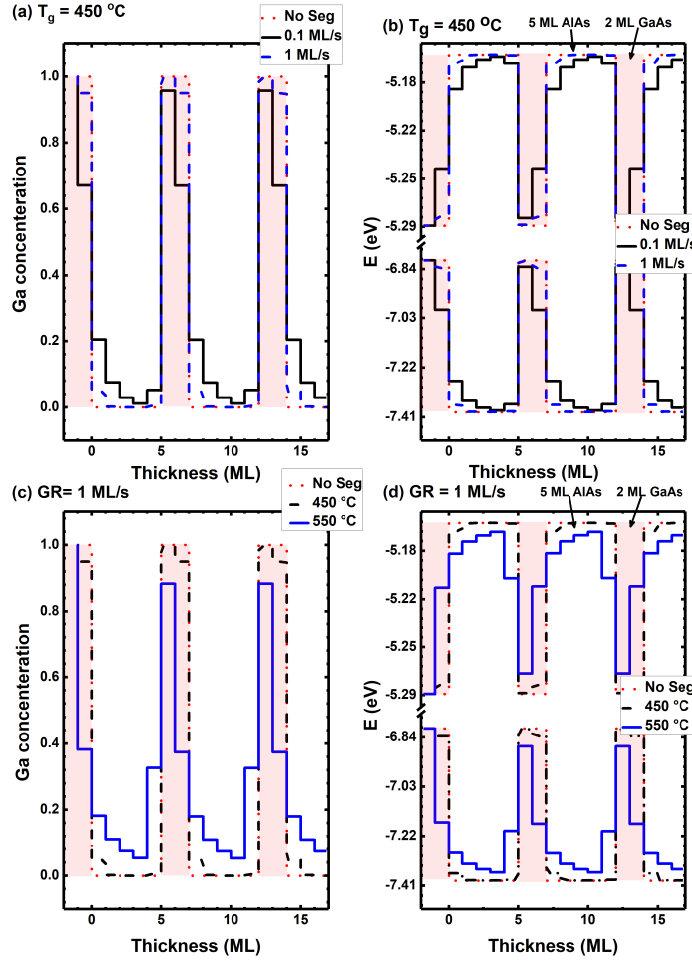 (a) Tg = 450 °C
No Seg
0.1 ML/s
1 ML/s
Ga concenteration
1.0
0.8
0.6
0.4
0.2
0.0
0
5
10
15
Thickness (ML)
(b) Tg = 450 °C
5 ML AlAs
2 ML GaAs
E (eV)
-5.18
-5.22
-5.25
-5.29
-6.84
-7.03
-7.22
-7.41
No Seg
0.1 ML/s
1 ML/s
0
5
10
15
Thickness (ML)
(c) GR= 1 ML/s
No Seg
450 °C
550 °C
Ga concenteration
1.0
0.8
0.6
0.4
0.2
0.0
0
5
10
15
Thickness (ML)
(d) GR = 1 ML/s
5 ML AlAs
2 ML GaAs
E (eV)
-5.18
-5.22
-5.25
-5.29
-6.84
-7.03
-7.22
-7.41
No Seg
450 °C
550 °C
0
5
10
15
Thickness (ML)